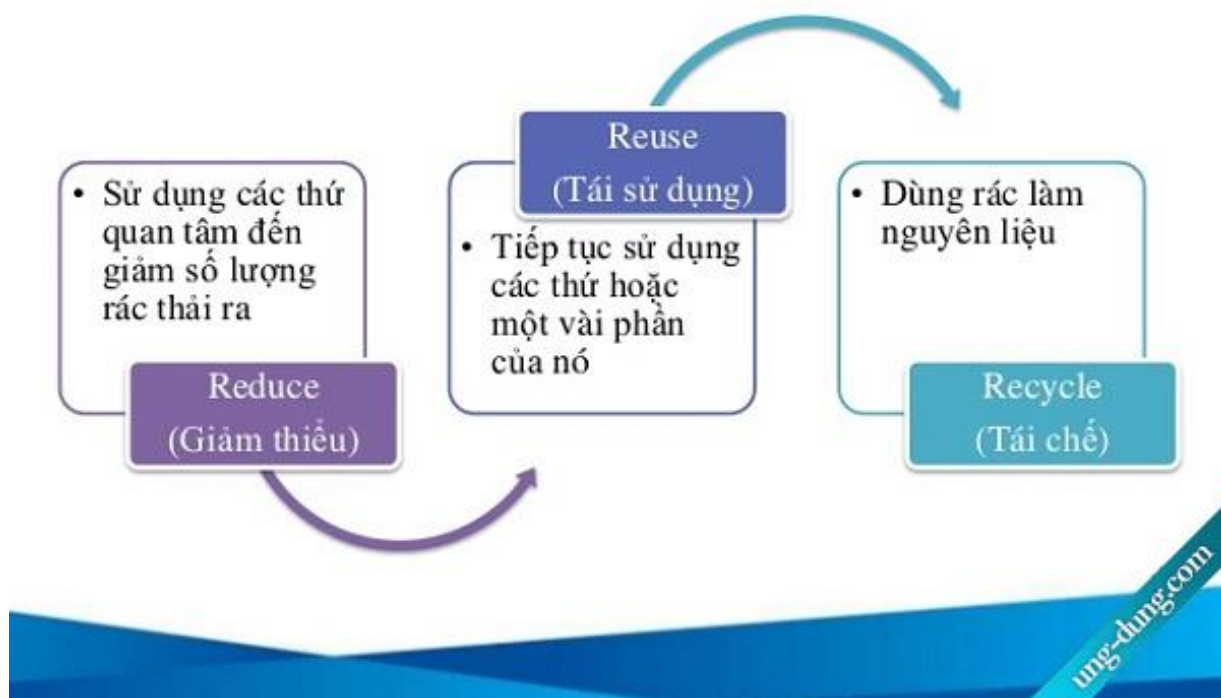 • Sử dụng các thứ
quan tâm đến
giảm số lượng
rác thải ra
Reduce
(Giảm thiểu)
Reuse
(Tái sử dụng)
• Tiếp tục sử dụng
các thứ hoặc
một vài phần
của nó
• Dùng rác làm
nguyên liệu
Recycle
(Tái chế)
ung-dung.com